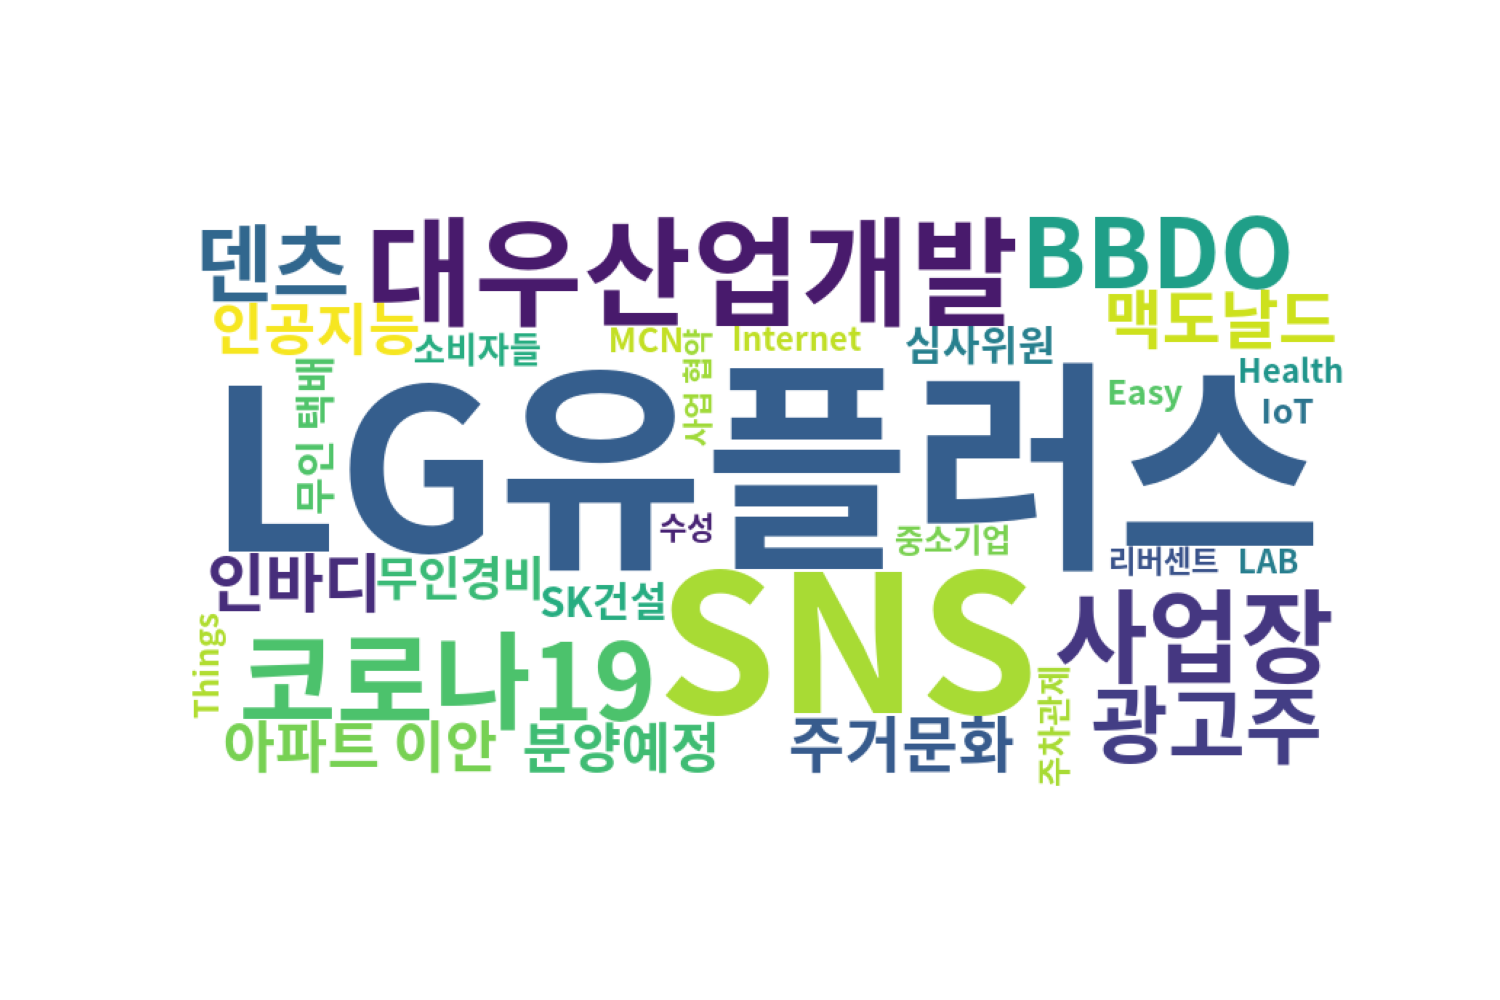 덴츠
대우산업개발
BBDO
인공지능
소비자들
MCN
사업 협약
Internet
심사위원
맥도날드
무인 택배
LG유플러스
Easy
Health
IoT
수성
중소기업
리버센트
LAB
인바디
무인경비
SK건설
SNS
사업장
Things
코로나19
주차관제
광고주
아파트 이안
분양예정
주거문화